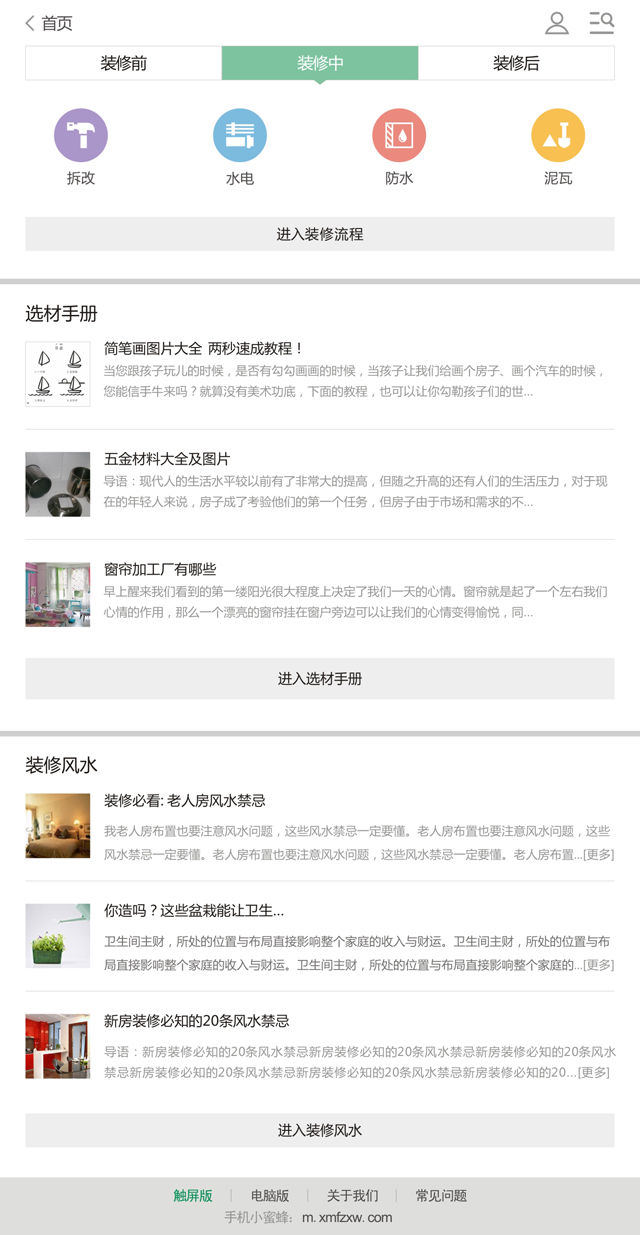 首页
装修前 装修中 装修后
拆改 水电 防水 泥瓦
进入装修流程
选材手册
简笔画图片大全 两秒速成教程！
当您跟孩子玩儿的时候，是否有勾勾画画的时候，当孩子让我们给画个房子、画个汽车的时候，
您能信手牛来吗？就算没有美术功底，下面的教程，也可以让你勾勒孩子们的世...
五金材料大全及图片
导语：现代人的生活水平较以前有了非常大的提高，但随之升高的还有人们的生活压力，对于现
在的年轻人来说，房子成了考验他们的第一个任务，但房子由于市场和需求的不...
窗帘加工厂有哪些
早上醒来我们看到的第一缕阳光很大程度上决定了我们一天的心情。窗帘就是起了一个左右我们
心情的作用，那么一个漂亮的窗帘挂在窗户旁边可以让我们的心情变得愉悦，同...
进入选材手册
装修风水
装修必看: 老人房风水禁忌
我老人房布置也要注意风水问题，这些风水禁忌一定要懂。老人房布置也要注意风水问题，这些
风水禁忌一定要懂。老人房布置也要注意风水问题，这些风水禁忌一定要懂。老人房布置...[更多]
你造吗？这些盆栽能让卫生...
卫生间主财，所处的位置与布局直接影响整个家庭的收入与财运。卫生间主财，所处的位置与布
局直接影响整个家庭的收入与财运。卫生间主财，所处的位置与布局直接影响整个家庭的...[更多]
新房装修必知的20条风水禁忌
导语：新房装修必知的20条风水禁忌新房装修必知的20条风水禁忌新房装修必知的20条风水
禁忌新房装修必知的20条风水禁忌新房装修必知的20条风水禁忌新房装修必知的20...[更多]
进入装修风水
触屏版 | 电脑版 | 关于我们 | 常见问题
手机小蜜蜂: m. xmfzxw. com